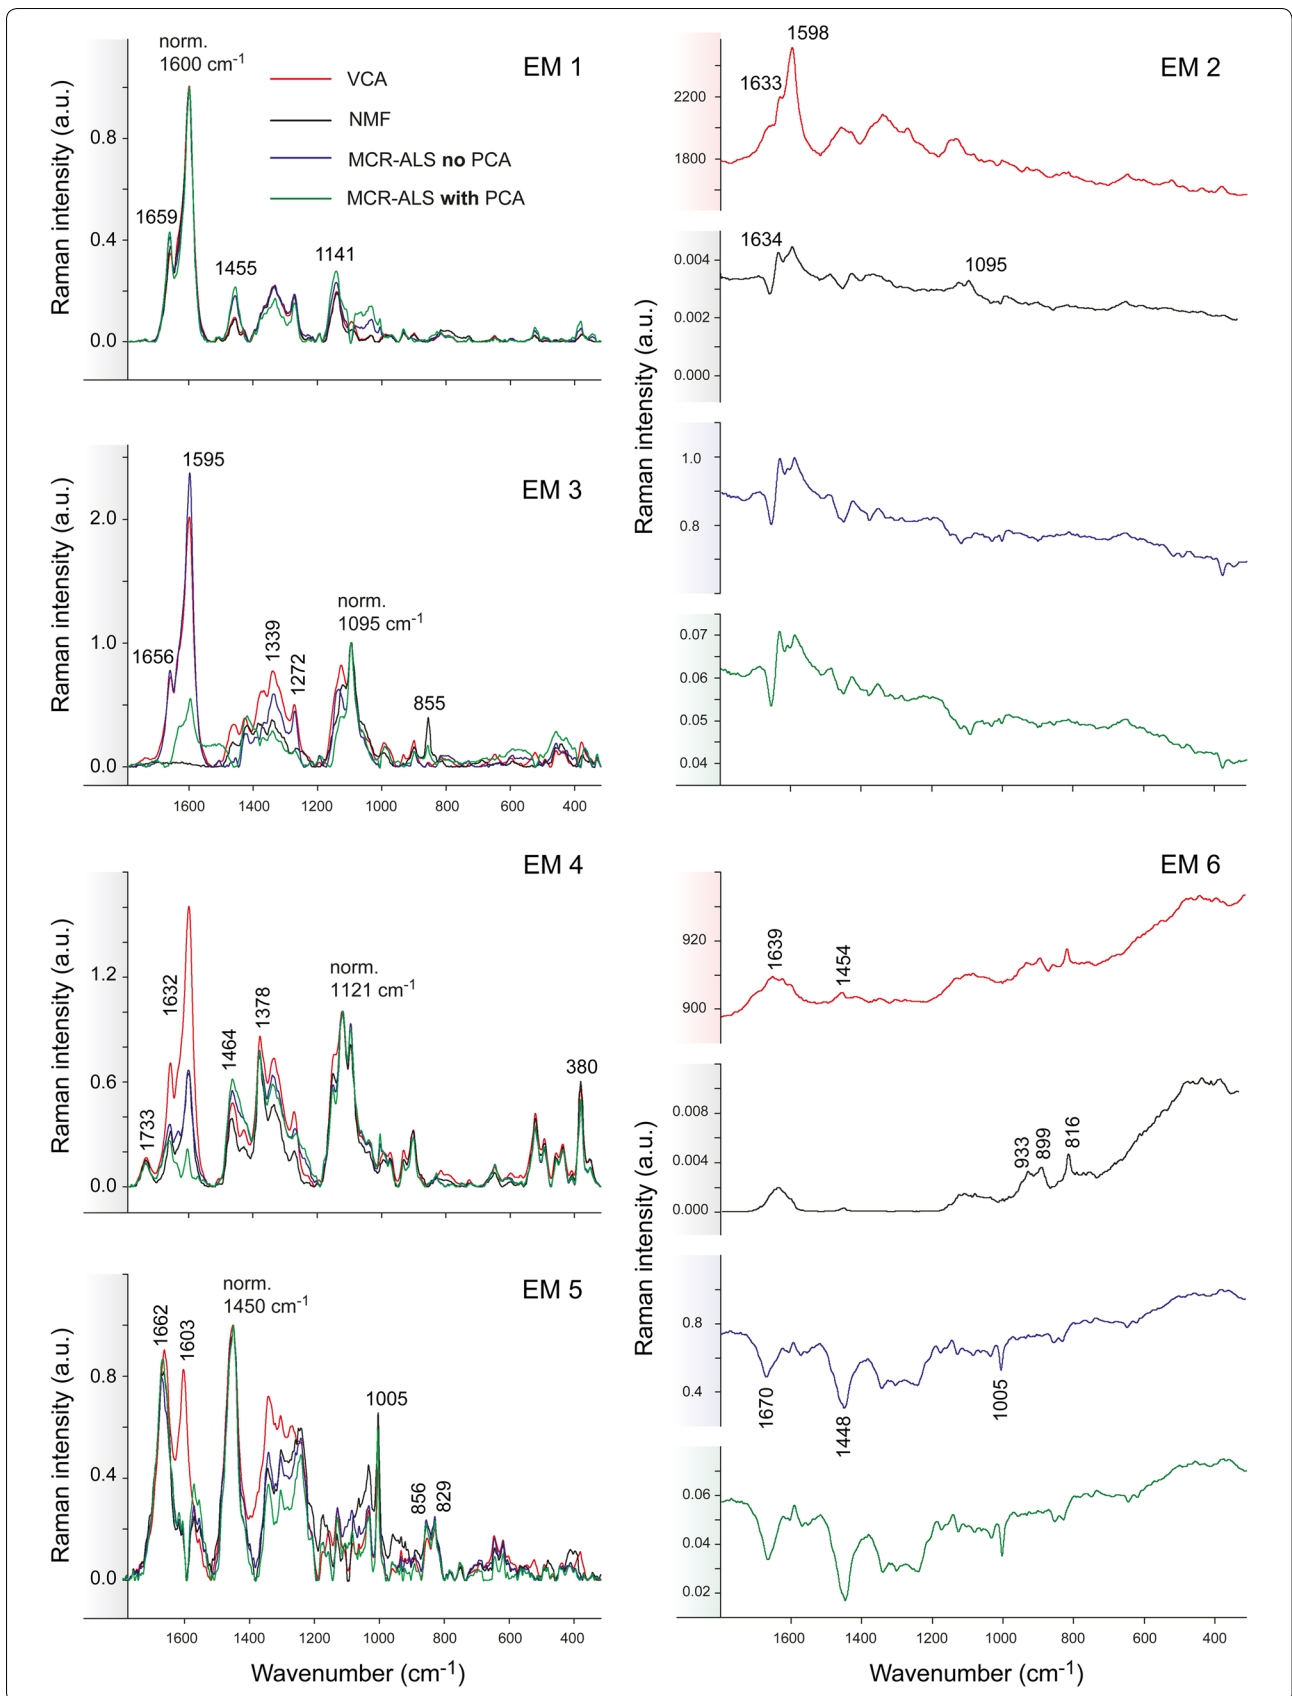 norm.
1600 cm-1
EM 1
VCA
NMF
MCR-ALS no PCA
MCR-ALS with PCA
Raman intensity (a.u.)
0.8
0.4
0.0
1659
1455
1141
EM 2
1598
1633
2200
1800
1634
1095
0.004
0.002
0.000
Raman intensity (a.u.)
1.0
0.8
0.07
0.06
0.05
0.04
EM 3
1595
norm.
1095 cm-1
1656
1339
1272
855
Raman intensity (a.u.)
2.0
1.0
0.0
1600 1400 1200 1000 800 600 400
EM 4
norm.
1121 cm-1
1733
1632
1464
1378
380
Raman intensity (a.u.)
1.2
0.6
0.0
EM 5
norm.
1450 cm-1
1662
1603
1005
856
829
Raman intensity (a.u.)
0.8
0.4
0.0
1600 1400 1200 1000 800 600 400
Wavenumber (cm-1)
EM 6
1639
1454
920
900
933
899
816
0.008
0.004
0.000
Raman intensity (a.u.)
0.8
0.4
1670
1448
1005
0.06
0.04
0.02
1600 1400 1200 1000 800 600 400
Wavenumber (cm-1)